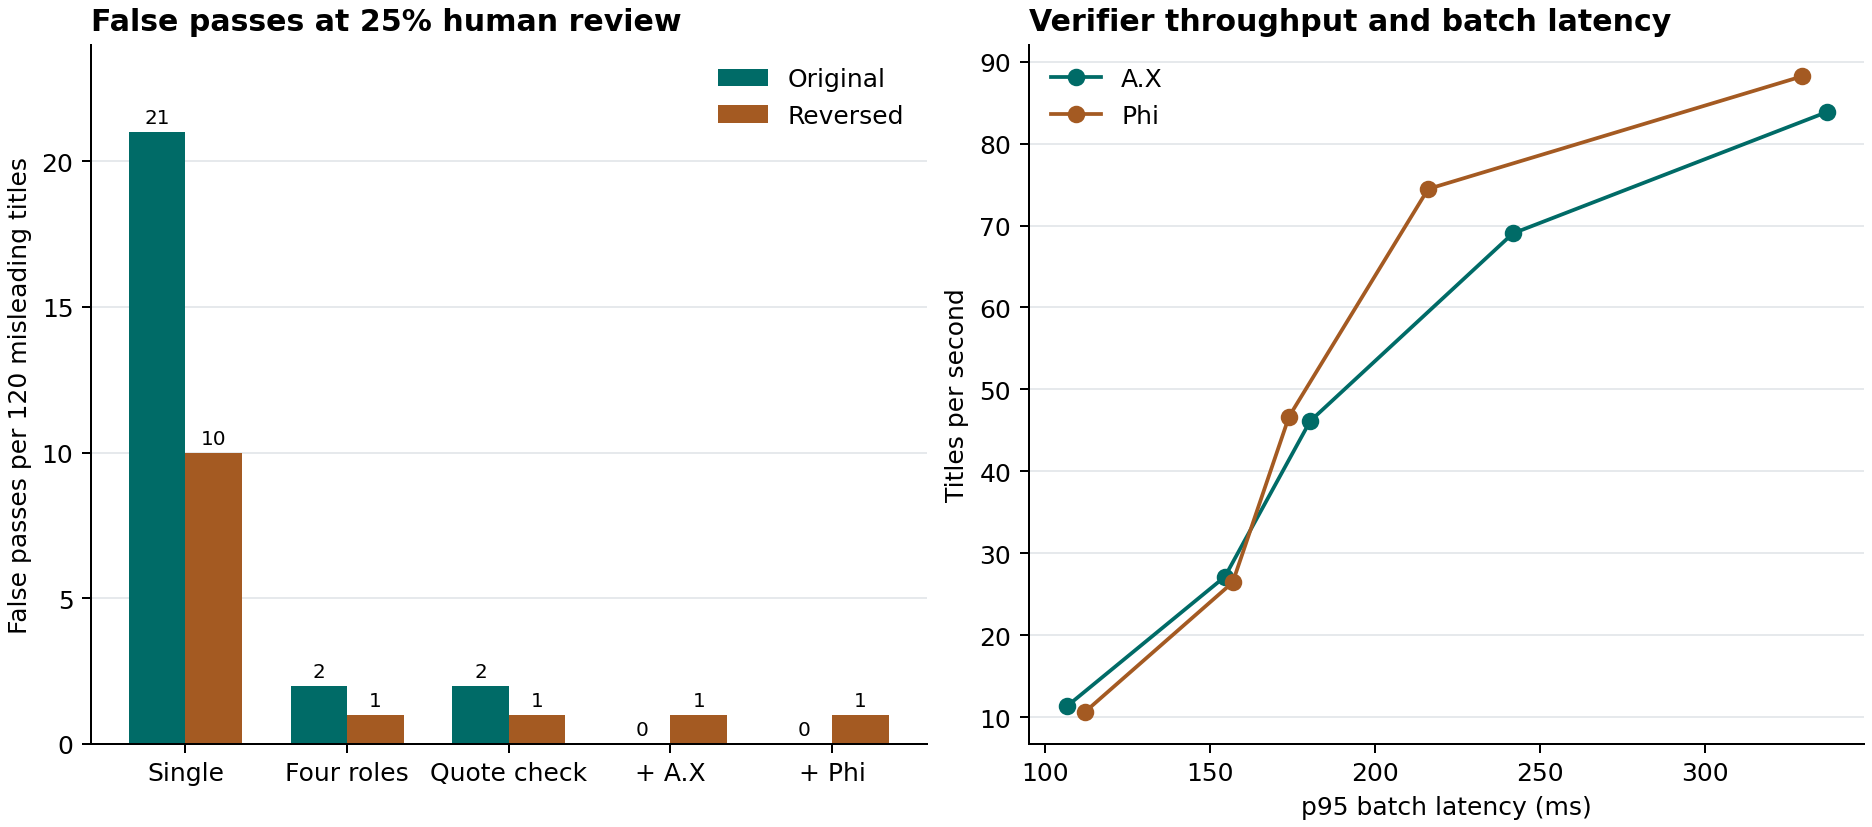 False passes at 25% human review
Original
Reversed
False passes per 120 misleading titles
20
15
10
5
0
21
10
2
1
2
1
0
1
0
1
Single
Four roles
Quote check
+ A.X
+ Phi
Verifier throughput and batch latency
A.X
Phi
Titles per second
90
80
70
60
50
40
30
20
10
100
150
200
250
300
p95 batch latency (ms)